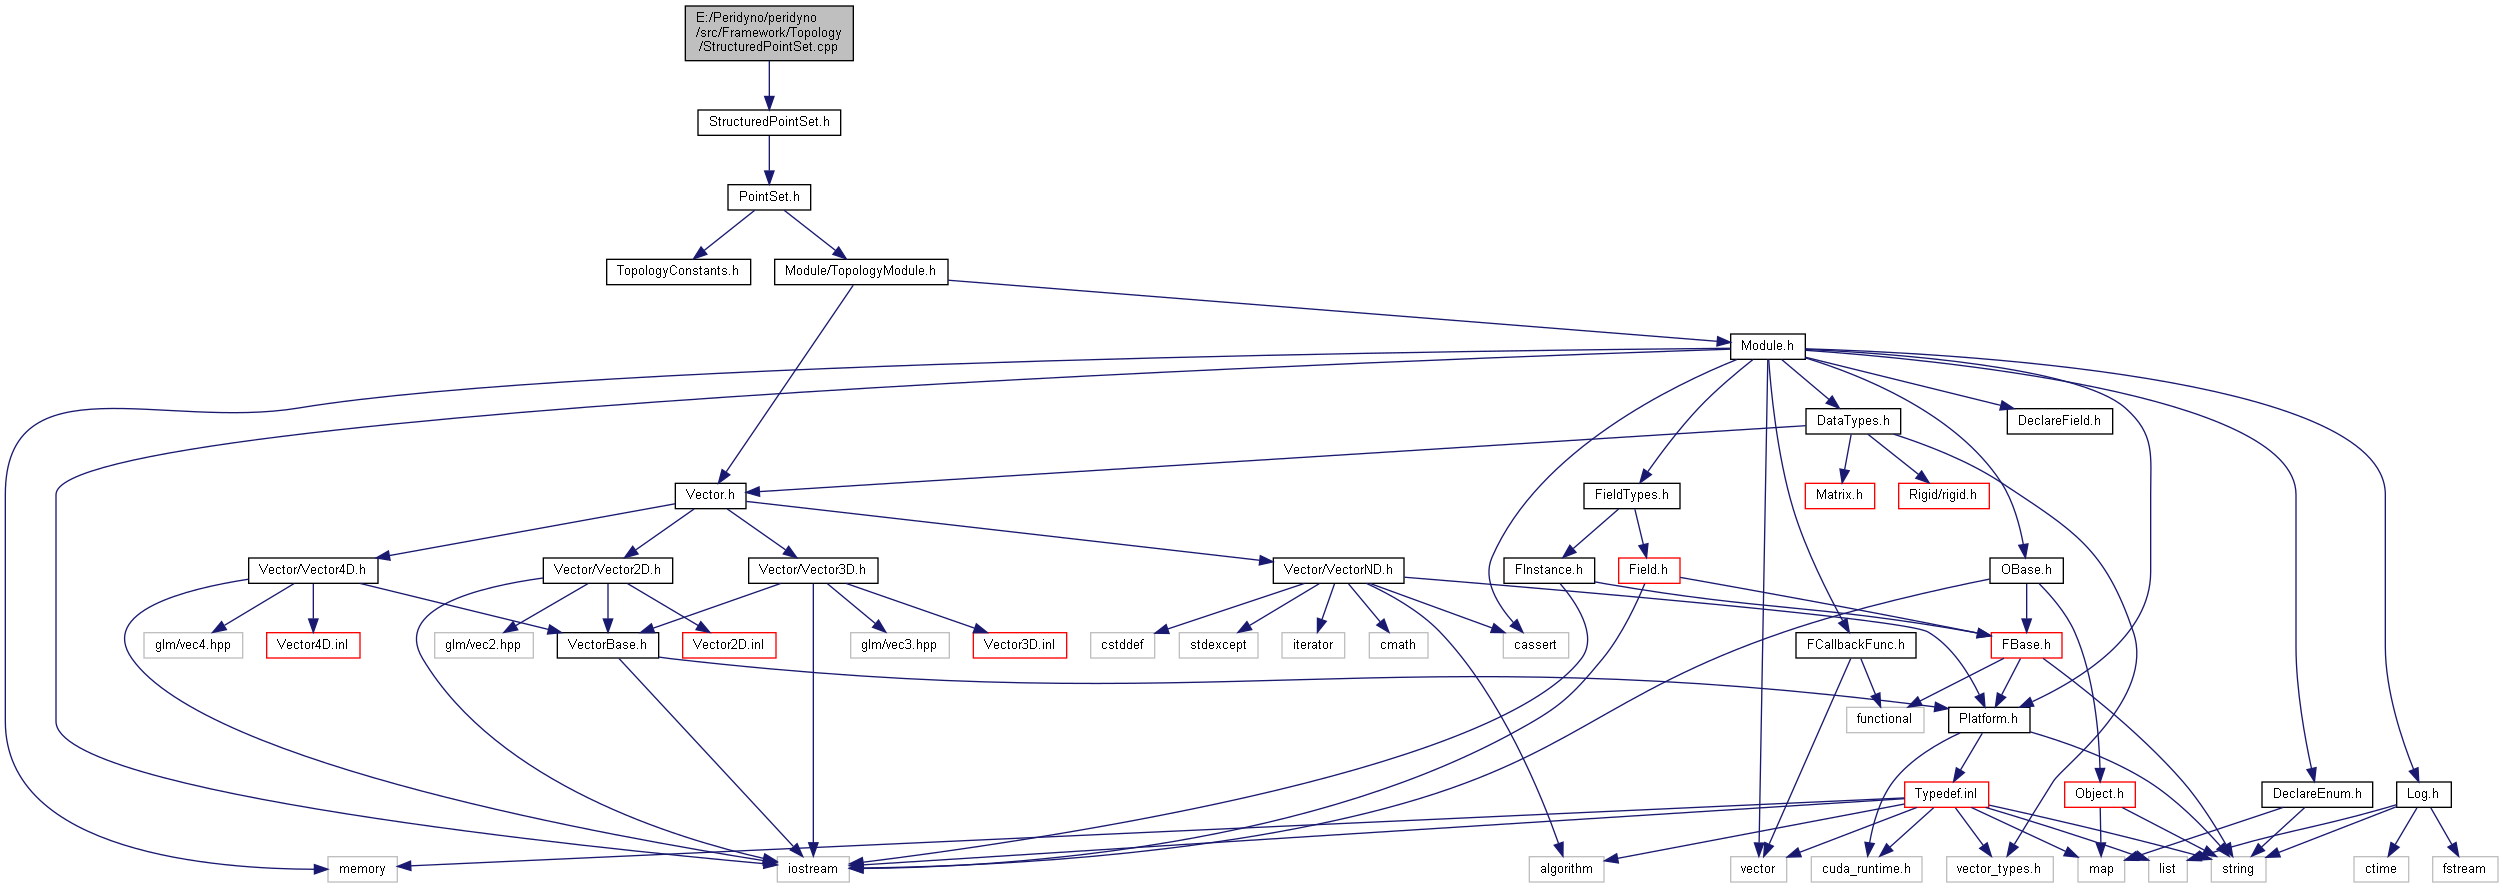 E:/Peridyno/peridyno
/src/Framework/Topology
/StructuredPointSet.cpp
StructuredPointSet.h
PointSet.h
TopologyConstants.h
Module/TopologyModule.h
Module.h
DataTypes.h
DeclareField.h
Vector.h
FieldTypes.h
Matrix.h
Rigid/rigid.h
Vector/Vector4D.h
Vector/Vector2D.h
Vector/Vector3D.h
Vector/VectorND.h
FInstance.h
Field.h
OBase.h
glm/vec4.hpp
Vector4D.inl
glm/vec2.hpp
VectorBase.h
Vector2D.inl
glm/vec3.hpp
Vector3D.inl
cstddef
stdexcept
iterator
cmath
cassert
FCallbackFunc.h
FBase.h
functional
Platform.h
Typedef.inl
Object.h
DeclareEnum.h
Log.h
memory
iostream
algorithm
vector
cuda_runtime.h
vector_types.h
map
list
string
ctime
fstream